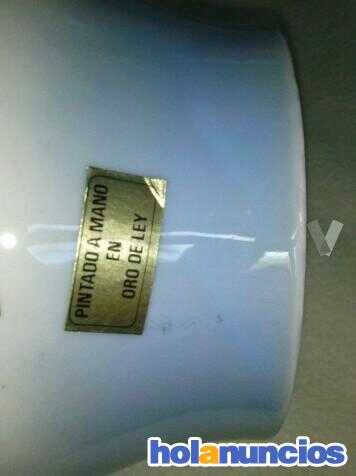 PINTADO A MANO
EN
ORO DE LEY
V
holanuncios